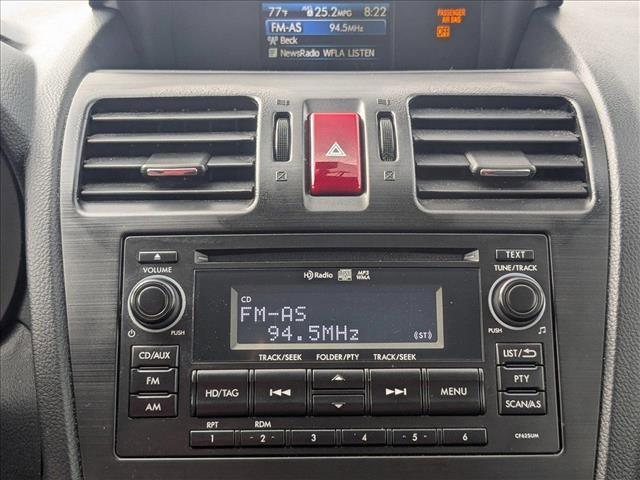 77°F AVG A 25.2MPG 8:22
FM-AS 94.5MHz
Beck
NewsRadio WFLA LISTEN
PASSENGER
AIR BAG
OFF
VOLUME
HD Radio MP3
WMA
TEXT
TUNE/TRACK
CD
FM-AS
94.5MHz (ST)
PUSH
PUSH
TRACK/SEEK FOLDER/PTY TRACK/SEEK
CD/AUX
FM
AM
HD/TAG MENU
LIST/
PTY
SCAN/A.S
RPT RDM
1 2 3 4 5 6
CF625UM